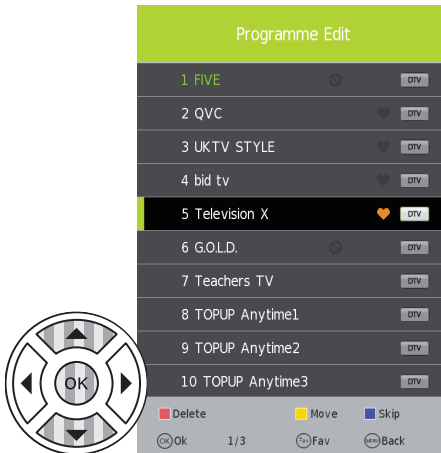 Programme Edit
1 FIVE DTV
2 QVC DTV
3 UKTV STYLE DTV
4 bid tv DTV
5 Television X DTV
6 G.O.L.D. DTV
7 Teachers TV DTV
8 TOPUP Anytime1 DTV
9 TOPUP Anytime2 DTV
10 TOPUP Anytime3 DTV
OK
Delete Move Skip
OK Ok 1/3 Fav Fav MENU Back